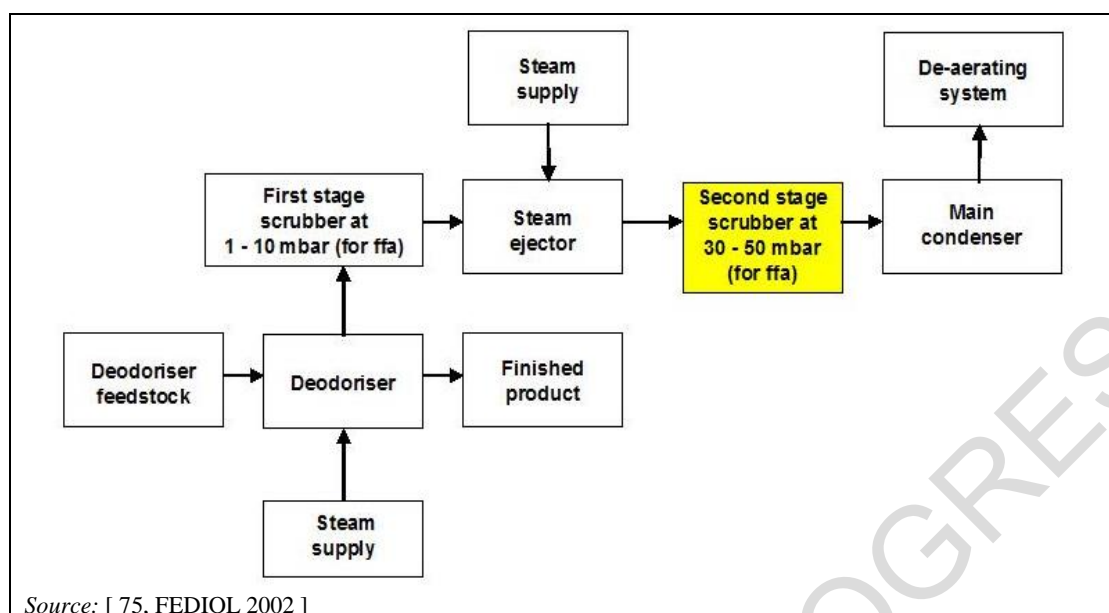 Steam
supply
De-aerating
system
First stage
scrubber at
1 - 10 mbar (for ffa)
Steam
ejector
Second stage
scrubber at
30 - 50 mbar
(for ffa)
Main
condenser
Deodoriser
feedstock
Deodoriser
Finished
product
Steam
supply
Source: [ 75, FEDIOL 2002 ]
OGRES